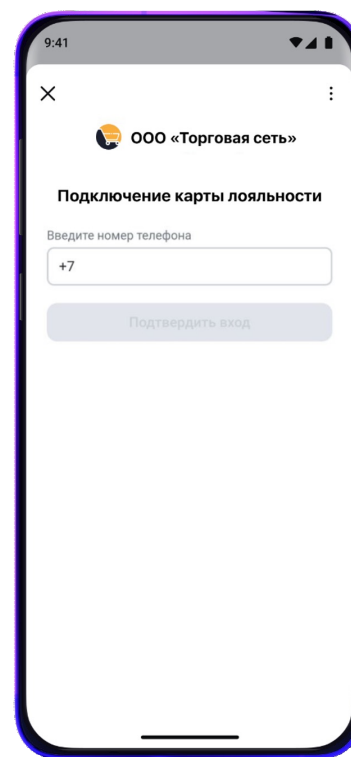 9:41
ООО «Торговая сеть»
Подключение карты лояльности
Введите номер телефона
+7
Подтвердить вход